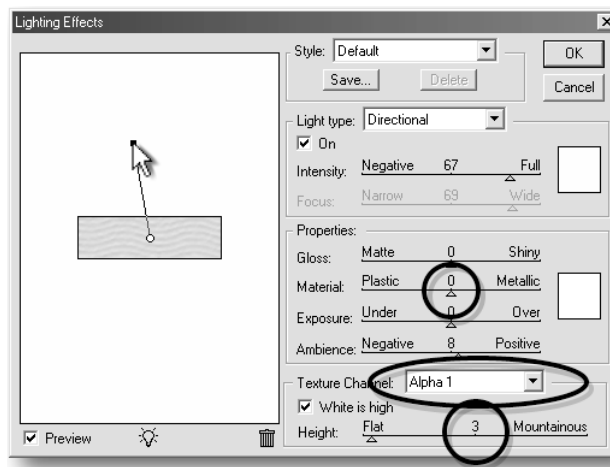 Lighting Effects
Style: Default
OK
Save... Delete
Cancel
Light type: Directional
On
Intensity: Negative 67 Full
Focus: Narrow 69 Wide
Properties:
Gloss: Matte 0 Shiny
Material: Plastic 0 Metallic
Exposure: Under 0 Over
Ambience: Negative 8 Positive
Texture Channel: Alpha 1
White is high
Height: Flat 3 Mountainous
Preview